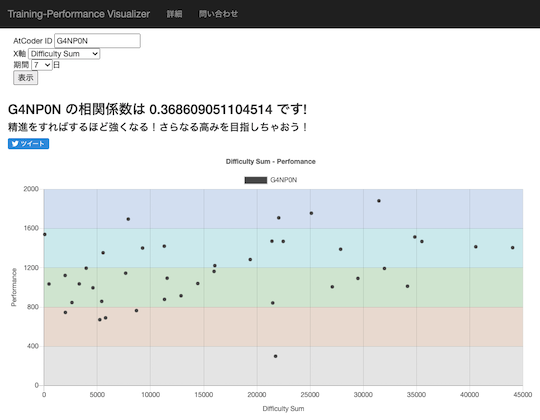 Training-Performance Visualizer 詳細 問い合わせ
AtCoder ID G4NP0N
X軸 Difficulty Sum
期間 7 日
表示
G4NP0N の相関係数は 0.368609051104514 です!
精進をすればするほど強くなる！さらなる高みを目指しちゃおう！
ツイート
Difficulty Sum - Perfomance
G4NP0N
2000
1600
1200
800
400
0
Performance
0 5000 10000 15000 20000 25000 30000 35000 40000 45000
Difficulty Sum